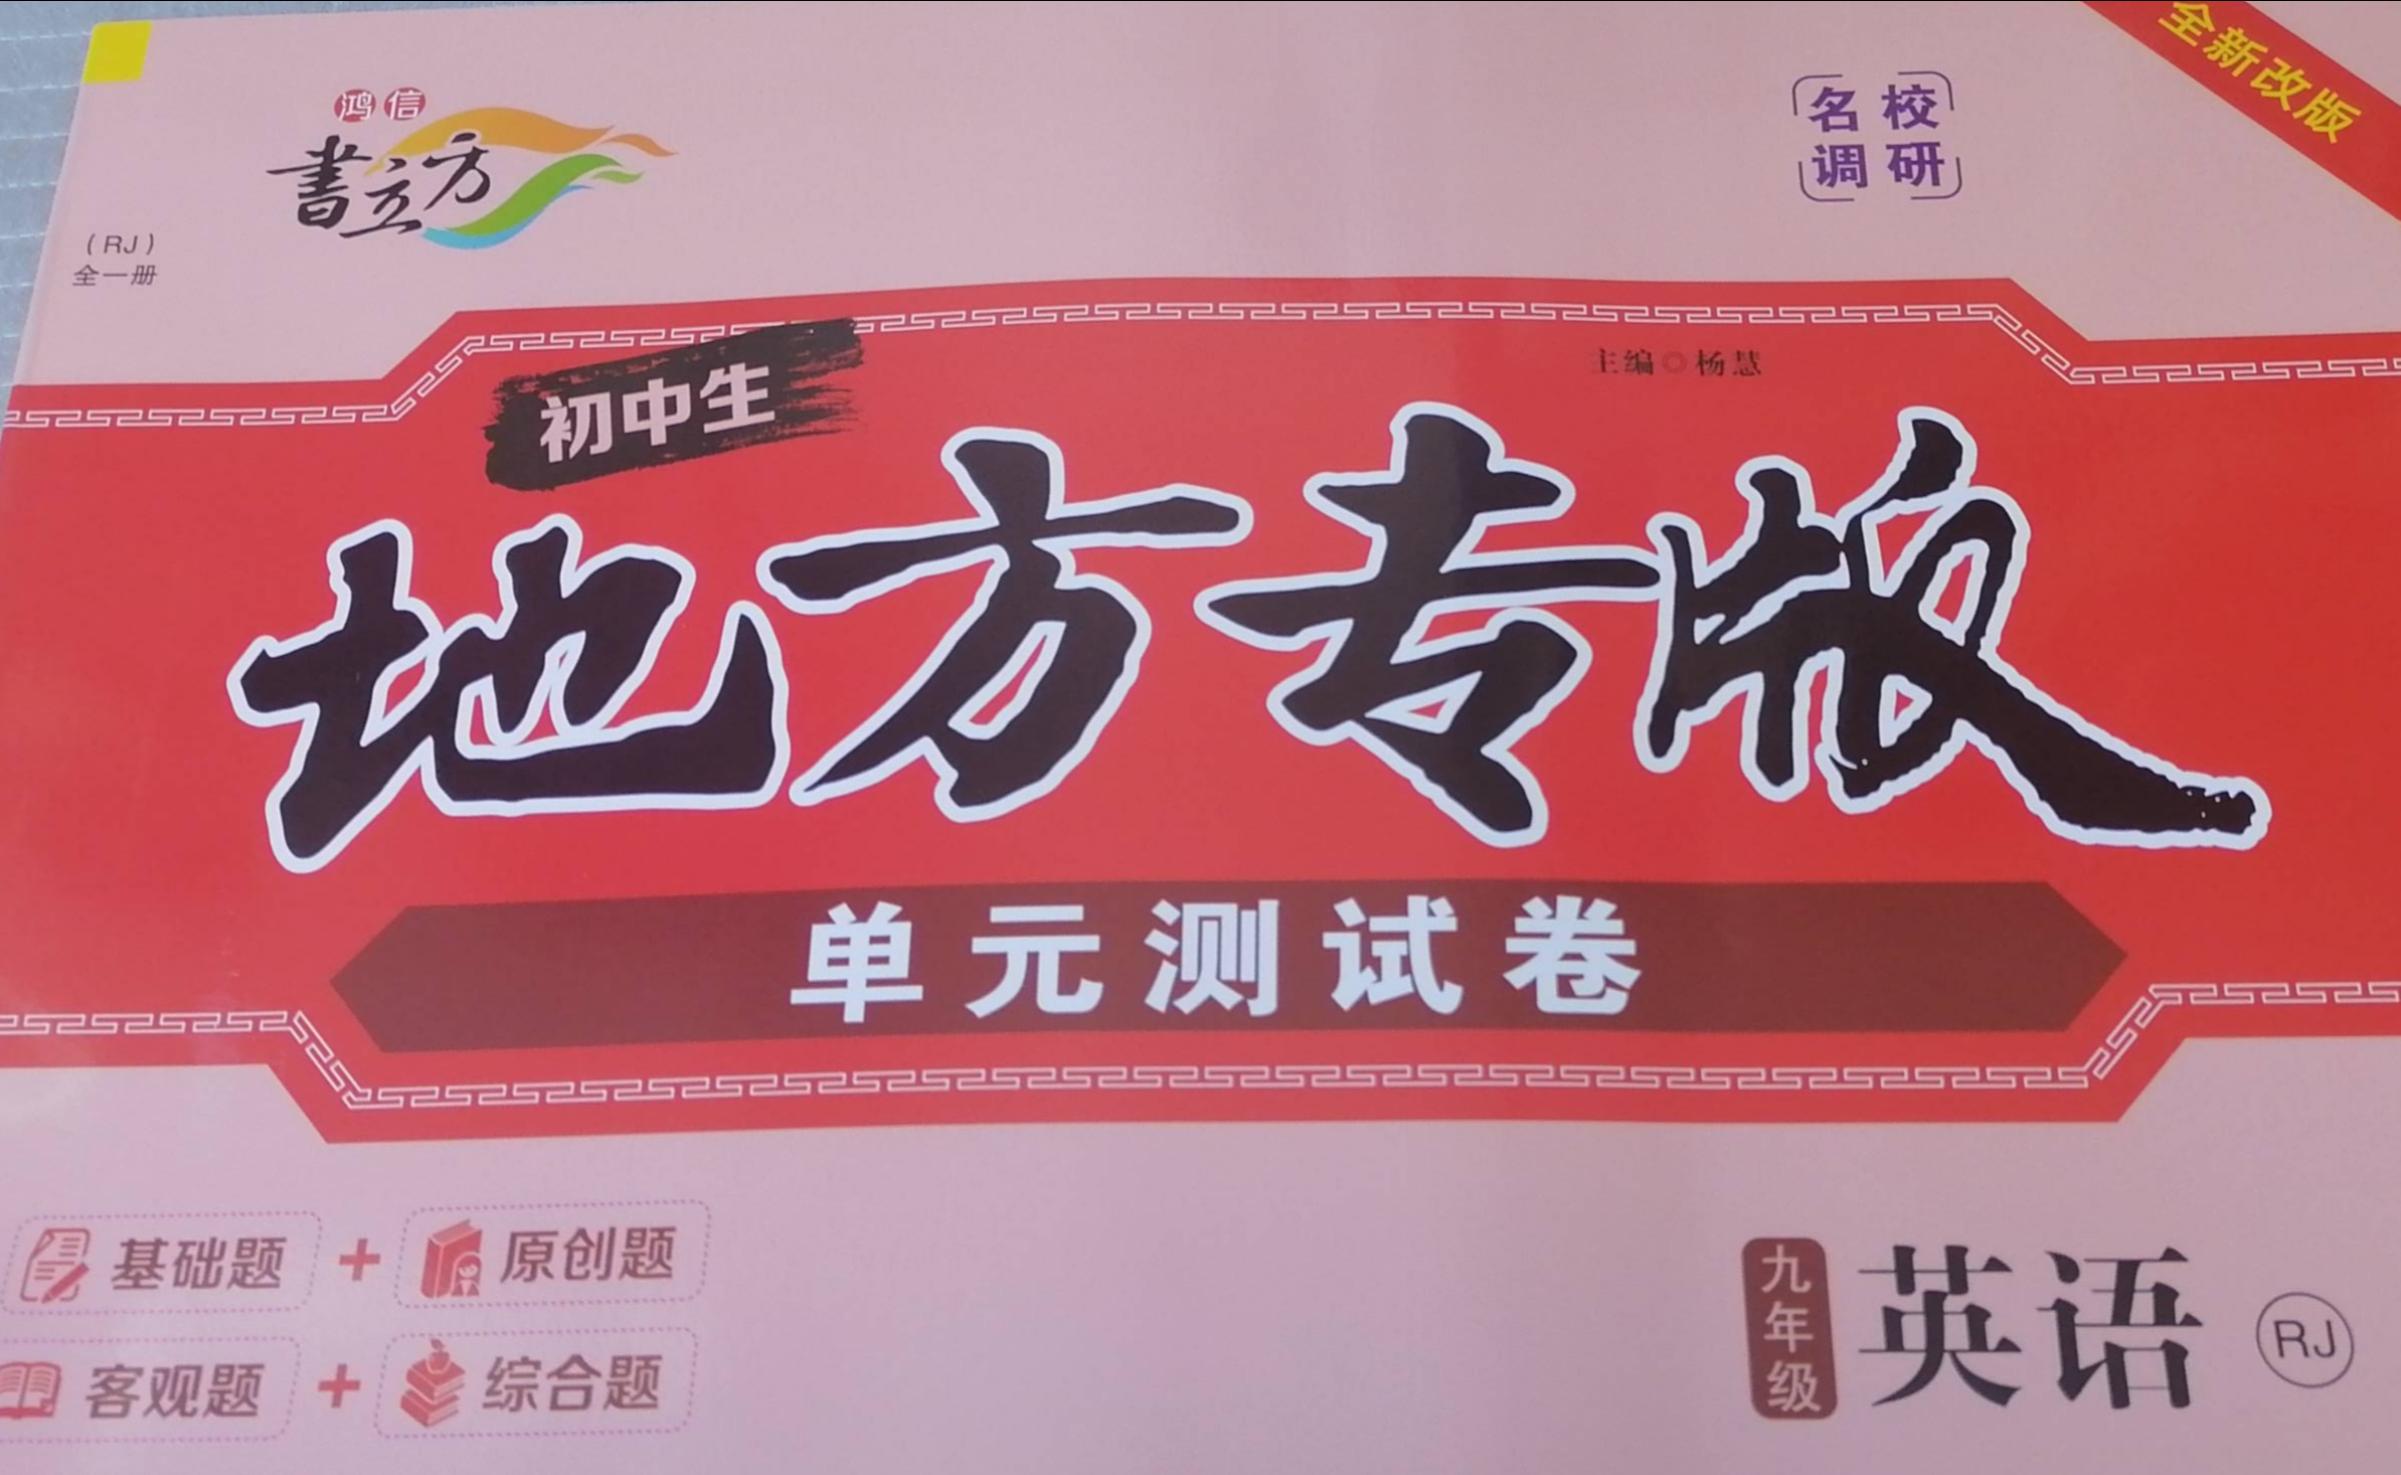 全新改版
鸿信
書立方
名校
调研
(RJ)
全一册
主编◎杨慧
初中生
地方专版
单元测试卷
基础题 + 原创题
客观题 + 综合题
九年级
英语
RJ